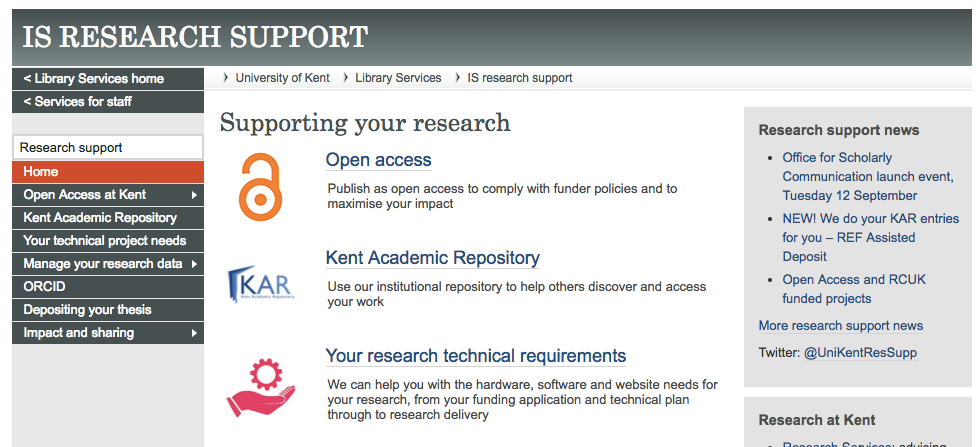 IS RESEARCH SUPPORT
< Library Services home
< Services for staff
Research support
Home
Open Access at Kent
Kent Academic Repository
Your technical project needs
Manage your research data
ORCID
Depositing your thesis
Impact and sharing
University of Kent
Library Services
IS research support
Supporting your research
Open access
Publish as open access to comply with funder policies and to
maximise your impact
KAR
Kent Academic Repository
Kent Academic Repository
Use our institutional repository to help others discover and access
your work
Your research technical requirements
We can help you with the hardware, software and website needs for
your research, from your funding application and technical plan
through to research delivery
Research support news
Office for Scholarly
Communication launch event,
Tuesday 12 September
NEW! We do your KAR entries
for you – REF Assisted
Deposit
Open Access and RCUK
funded projects
More research support news
Twitter: @UniKentResSupp
Research at Kent
Research Services: advising